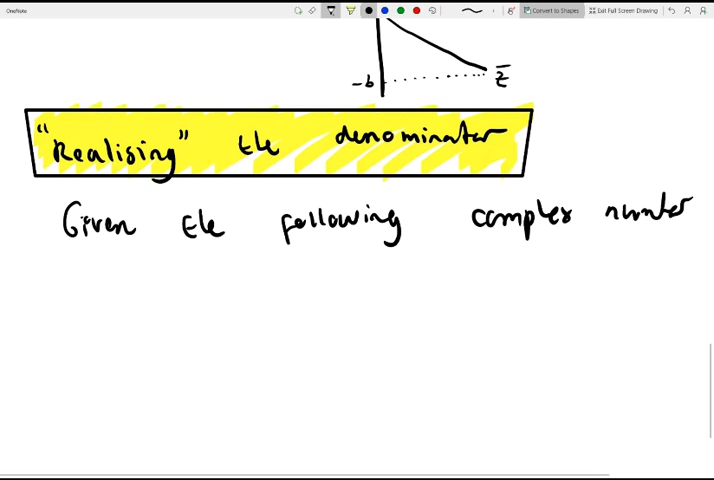 OneNote
Convert to Shapes
Exit Full Screen Drawing
-b
z̅
"Realising" the denominator
Given the following complex number